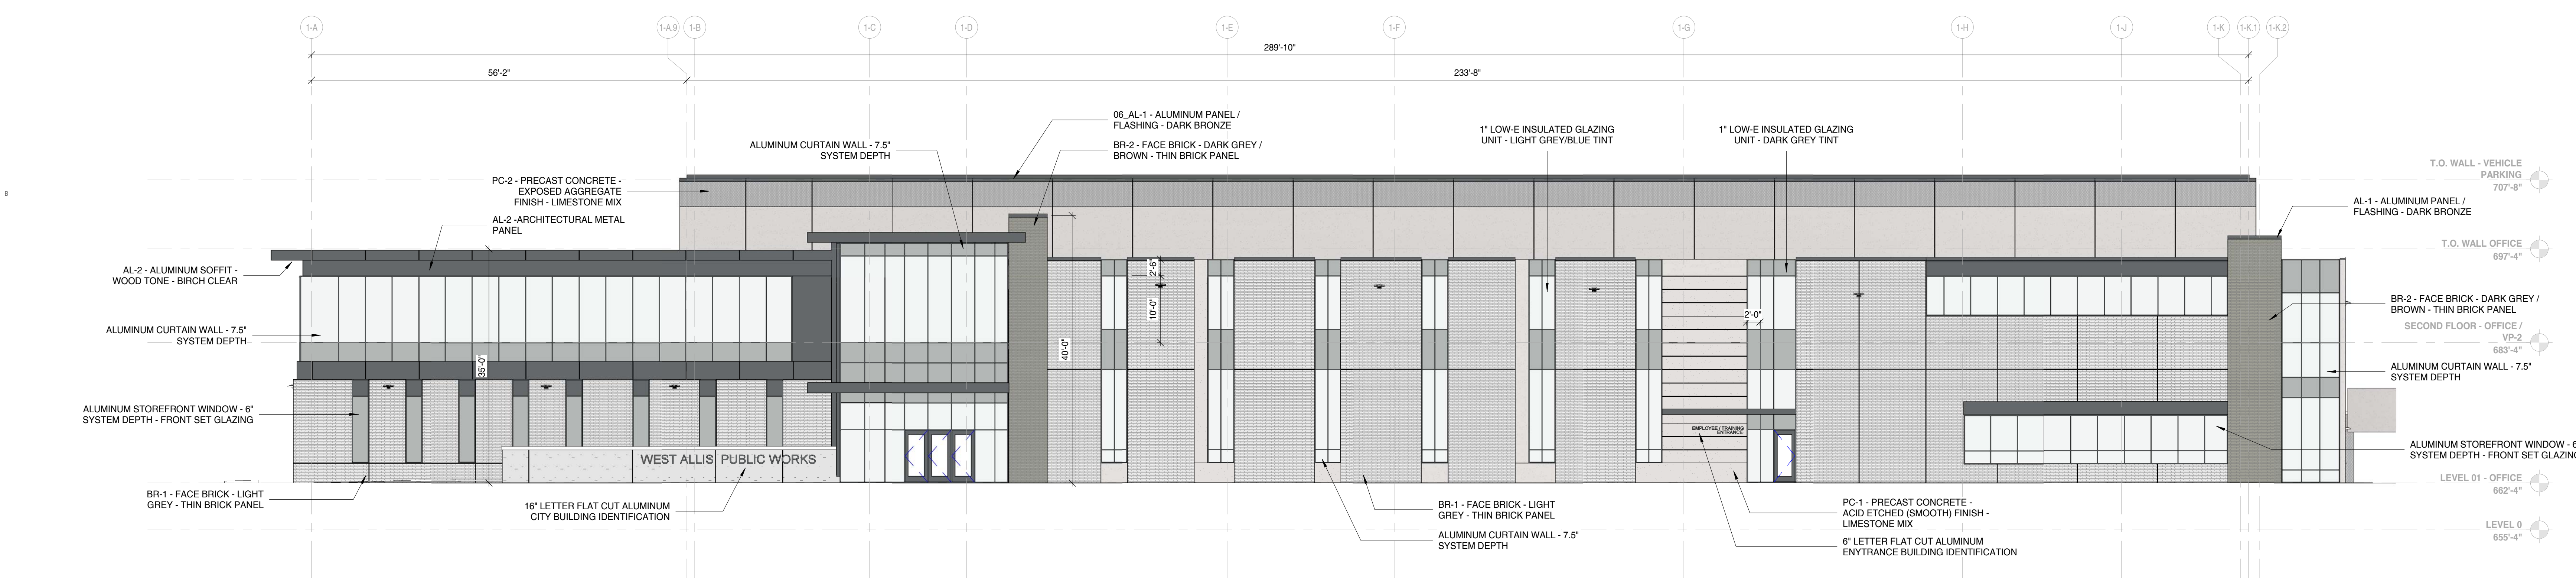 1-A
1-A.9
1-B
1-C
1-D
1-E
1-F
1-G
1-H
1-J
1-K
1-K.1
1-K.2
289'-10"
56'-2"
233'-8"
06_AL-1 - ALUMINUM PANEL /
FLASHING - DARK BRONZE
ALUMINUM CURTAIN WALL - 7.5"
SYSTEM DEPTH
BR-2 - FACE BRICK - DARK GREY /
BROWN - THIN BRICK PANEL
1" LOW-E INSULATED GLAZING
UNIT - LIGHT GREY/BLUE TINT
1" LOW-E INSULATED GLAZING
UNIT - DARK GREY TINT
T.O. WALL - VEHICLE
PARKING
707'-8"
B
PC-2 - PRECAST CONCRETE -
EXPOSED AGGREGATE
FINISH - LIMESTONE MIX
AL-2 -ARCHITECTURAL METAL
PANEL
AL-1 - ALUMINUM PANEL /
FLASHING - DARK BRONZE
T.O. WALL OFFICE
697'-4"
AL-2 - ALUMINUM SOFFIT -
WOOD TONE - BIRCH CLEAR
2'-6"
10'-0"
2'-0"
BR-2 - FACE BRICK - DARK GREY /
BROWN - THIN BRICK PANEL
ALUMINUM CURTAIN WALL - 7.5"
SYSTEM DEPTH
SECOND FLOOR - OFFICE /
VP-2
683'-4"
35'-0"
40'-0"
ALUMINUM CURTAIN WALL - 7.5"
SYSTEM DEPTH
ALUMINUM STOREFRONT WINDOW - 6"
SYSTEM DEPTH - FRONT SET GLAZING
EMPLOYEE / TRAINING
ENTRANCE
WEST ALLIS PUBLIC WORKS
ALUMINUM STOREFRONT WINDOW - 6
SYSTEM DEPTH - FRONT SET GLAZING
LEVEL 01 - OFFICE
662'-4"
BR-1 - FACE BRICK - LIGHT
GREY - THIN BRICK PANEL
16" LETTER FLAT CUT ALUMINUM
CITY BUILDING IDENTIFICATION
BR-1 - FACE BRICK - LIGHT
GREY - THIN BRICK PANEL
PC-1 - PRECAST CONCRETE -
ACID ETCHED (SMOOTH) FINISH -
LIMESTONE MIX
LEVEL 0
655'-4"
ALUMINUM CURTAIN WALL - 7.5"
SYSTEM DEPTH
6" LETTER FLAT CUT ALUMINUM
ENYTRANCE BUILDING IDENTIFICATION